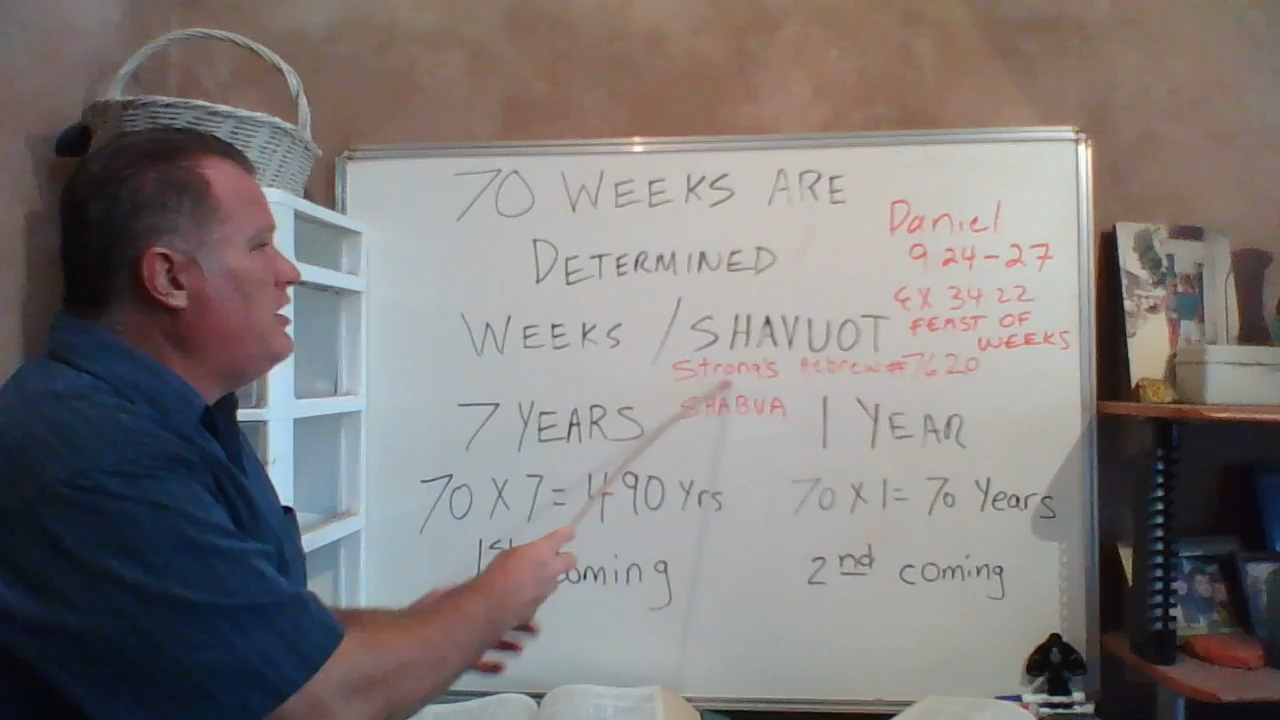 70 WEEKS ARE
DETERMINED
Daniel
9 24-27
EX 34 22
FEAST OF
WEEKS
WEEKS / SHAVUOT
Strong's Hebrew #7620
SHABUA
7 YEARS
1 YEAR
70 X 7 = 490 Yrs
70 X 1 = 70 Years
1st coming
2nd coming